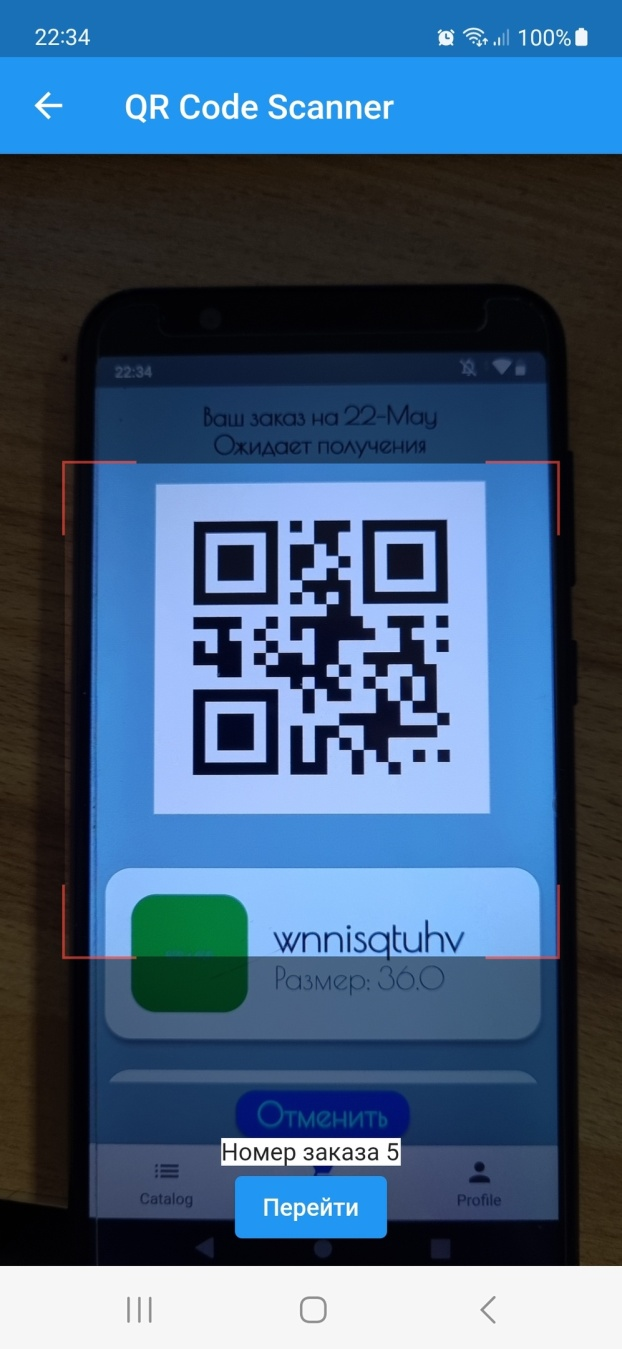 22:34
100%
QR Code Scanner
22:34
Ваш заказ на 22-May
Ожидает получения
wnnisqtuhv
Размер: 36.0
Отменить
Номер заказа 5
Catalog
Profile
Перейти